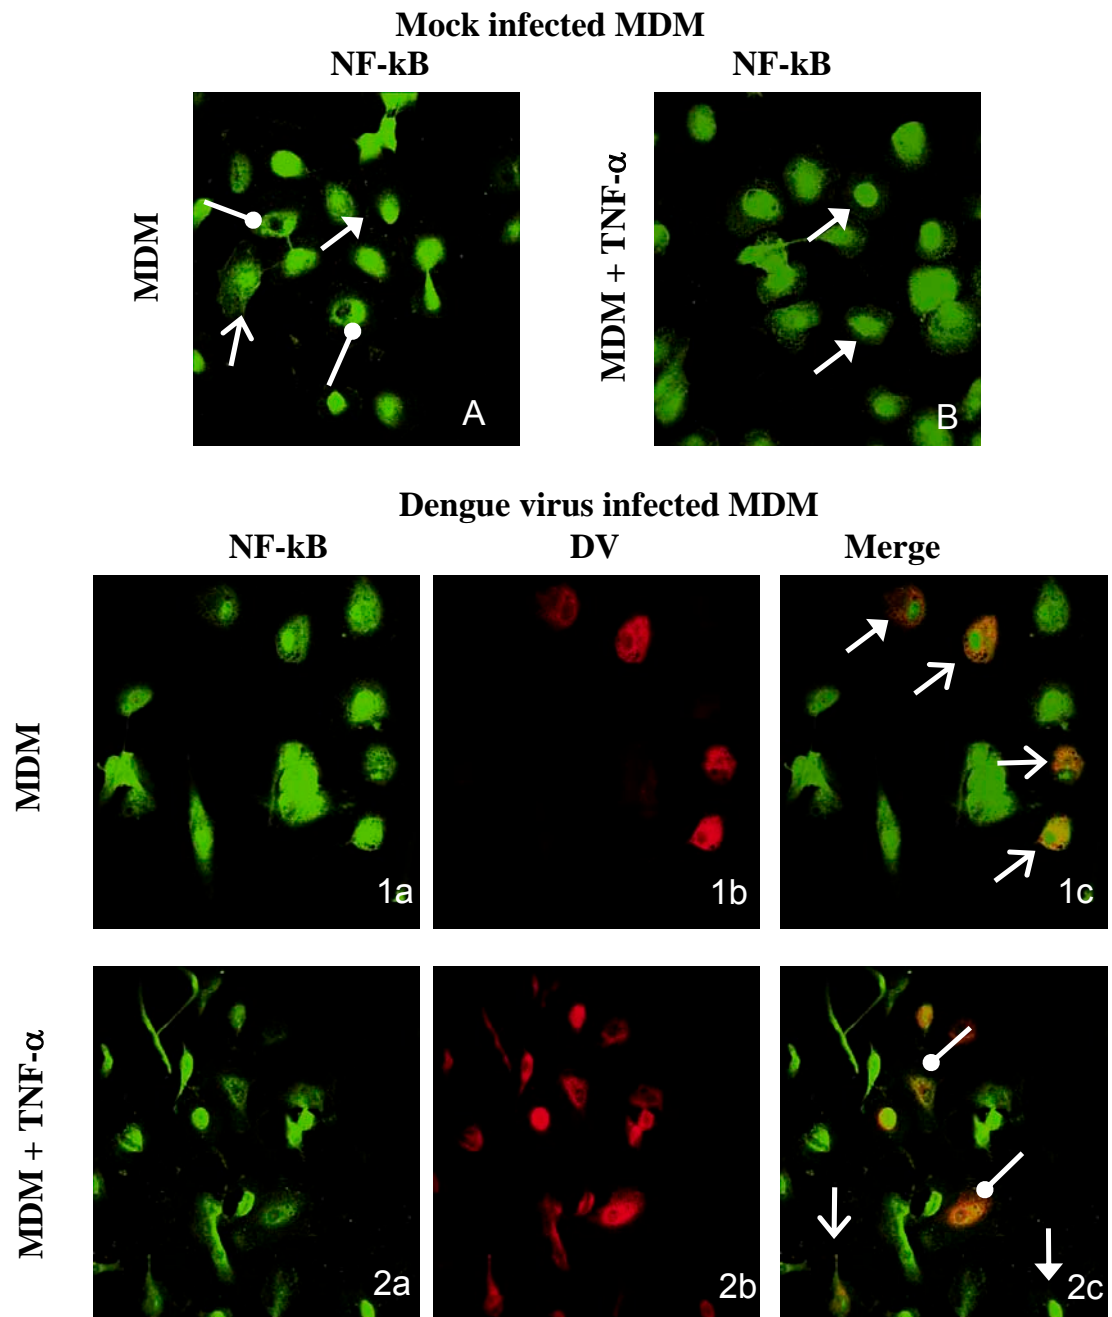 Mock infected MDM
NF-kB NF-kB
MDM
A
MDM + TNF-α
B
Dengue virus infected MDM
NF-kB DV Merge
MDM
1a 1b 1c
MDM + TNF-α
2a 2b 2c